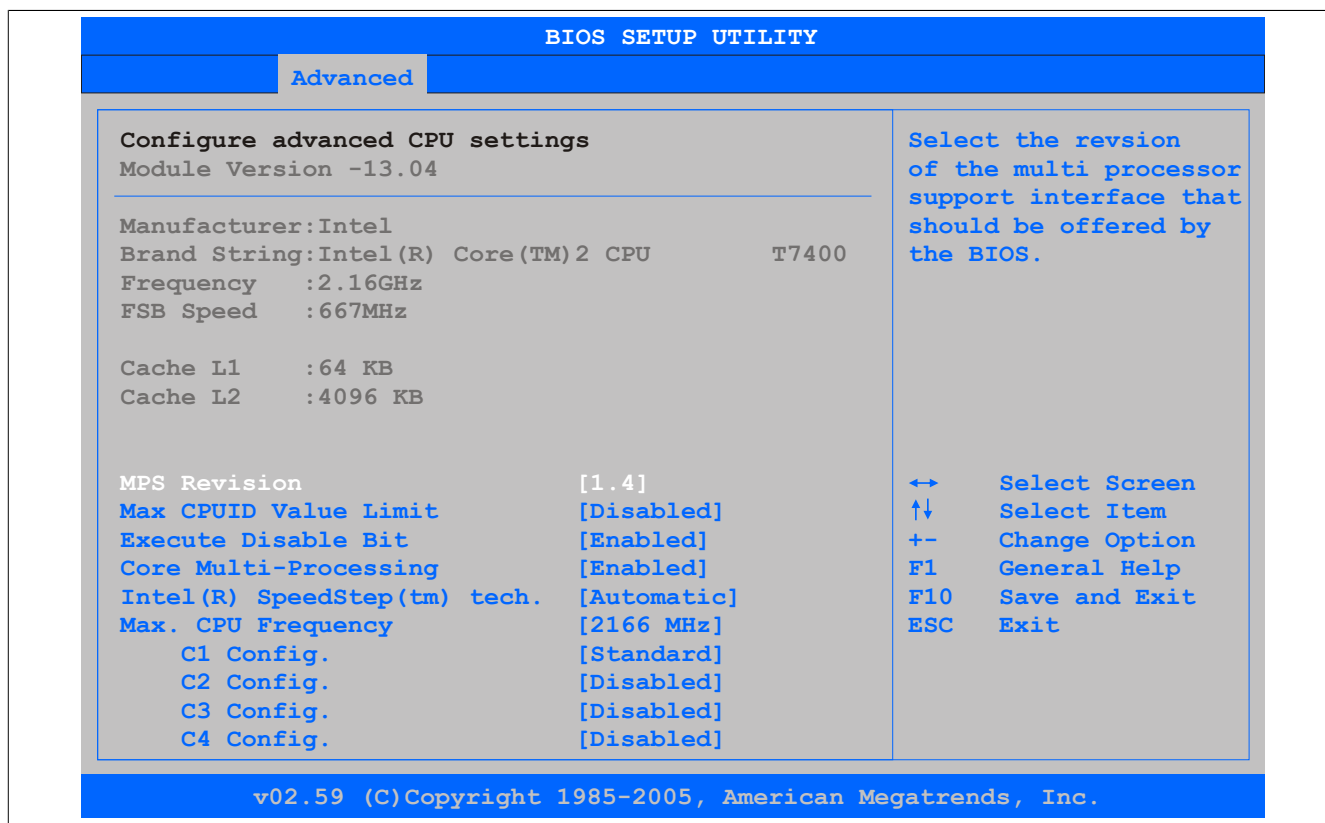 BIOS SETUP UTILITY
Advanced
Configure advanced CPU settings
Module Version -13.04
Manufacturer:Intel
Brand String:Intel(R) Core(TM)2 CPU T7400
Frequency :2.16GHz
FSB Speed :667MHz
Cache L1 :64 KB
Cache L2 :4096 KB
MPS Revision [1.4]
Max CPUID Value Limit [Disabled]
Execute Disable Bit [Enabled]
Core Multi-Processing [Enabled]
Intel(R) SpeedStep(tm) tech. [Automatic]
Max. CPU Frequency [2166 MHz]
C1 Config. [Standard]
C2 Config. [Disabled]
C3 Config. [Disabled]
C4 Config. [Disabled]
Select the revsion
of the multi processor
support interface that
should be offered by
the BIOS.
↔ Select Screen
↑↓ Select Item
+- Change Option
F1 General Help
F10 Save and Exit
ESC Exit
v02.59 (C)Copyright 1985-2005, American Megatrends, Inc.